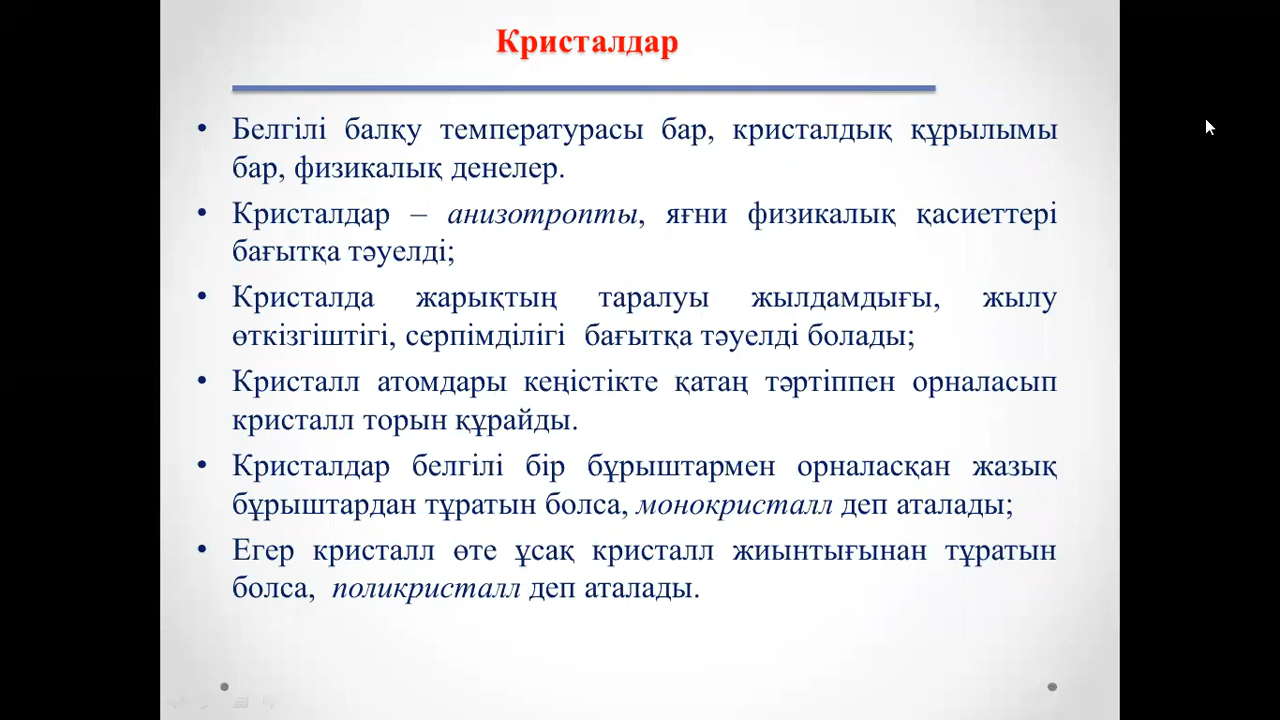 Кристалдар
• Белгілі балқу температурасы бар, кристалдық құрылымы
бар, физикалық денелер.
• Кристалдар – анизотропты, яғни физикалық қасиеттері
бағытқа тәуелді;
• Кристалда жарықтың таралуы жылдамдығы, жылу
өткізгіштігі, серпімділігі бағытқа тәуелді болады;
• Кристалл атомдары кеңістікте қатаң тәртіппен орналасып
кристалл торын құрайды.
• Кристалдар белгілі бір бұрыштармен орналасқан жазық
бұрыштардан тұратын болса, монокристалл деп аталады;
• Егер кристалл өте ұсақ кристалл жиынтығынан тұратын
болса, поликристалл деп аталады.